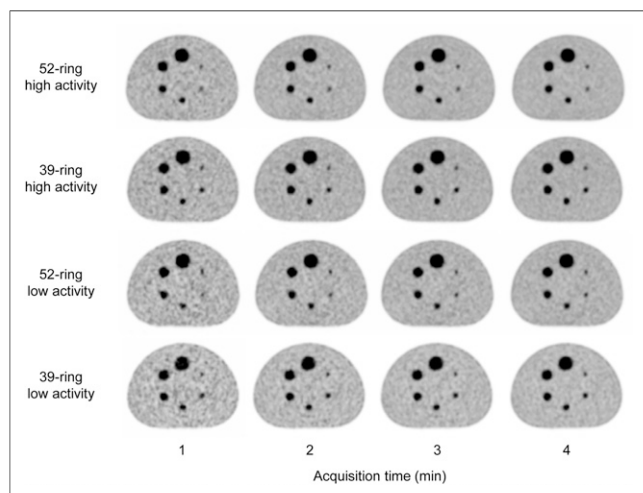 52-ring
high activity
39-ring
high activity
52-ring
low activity
39-ring
low activity
1 2 3 4
Acquisition time (min)